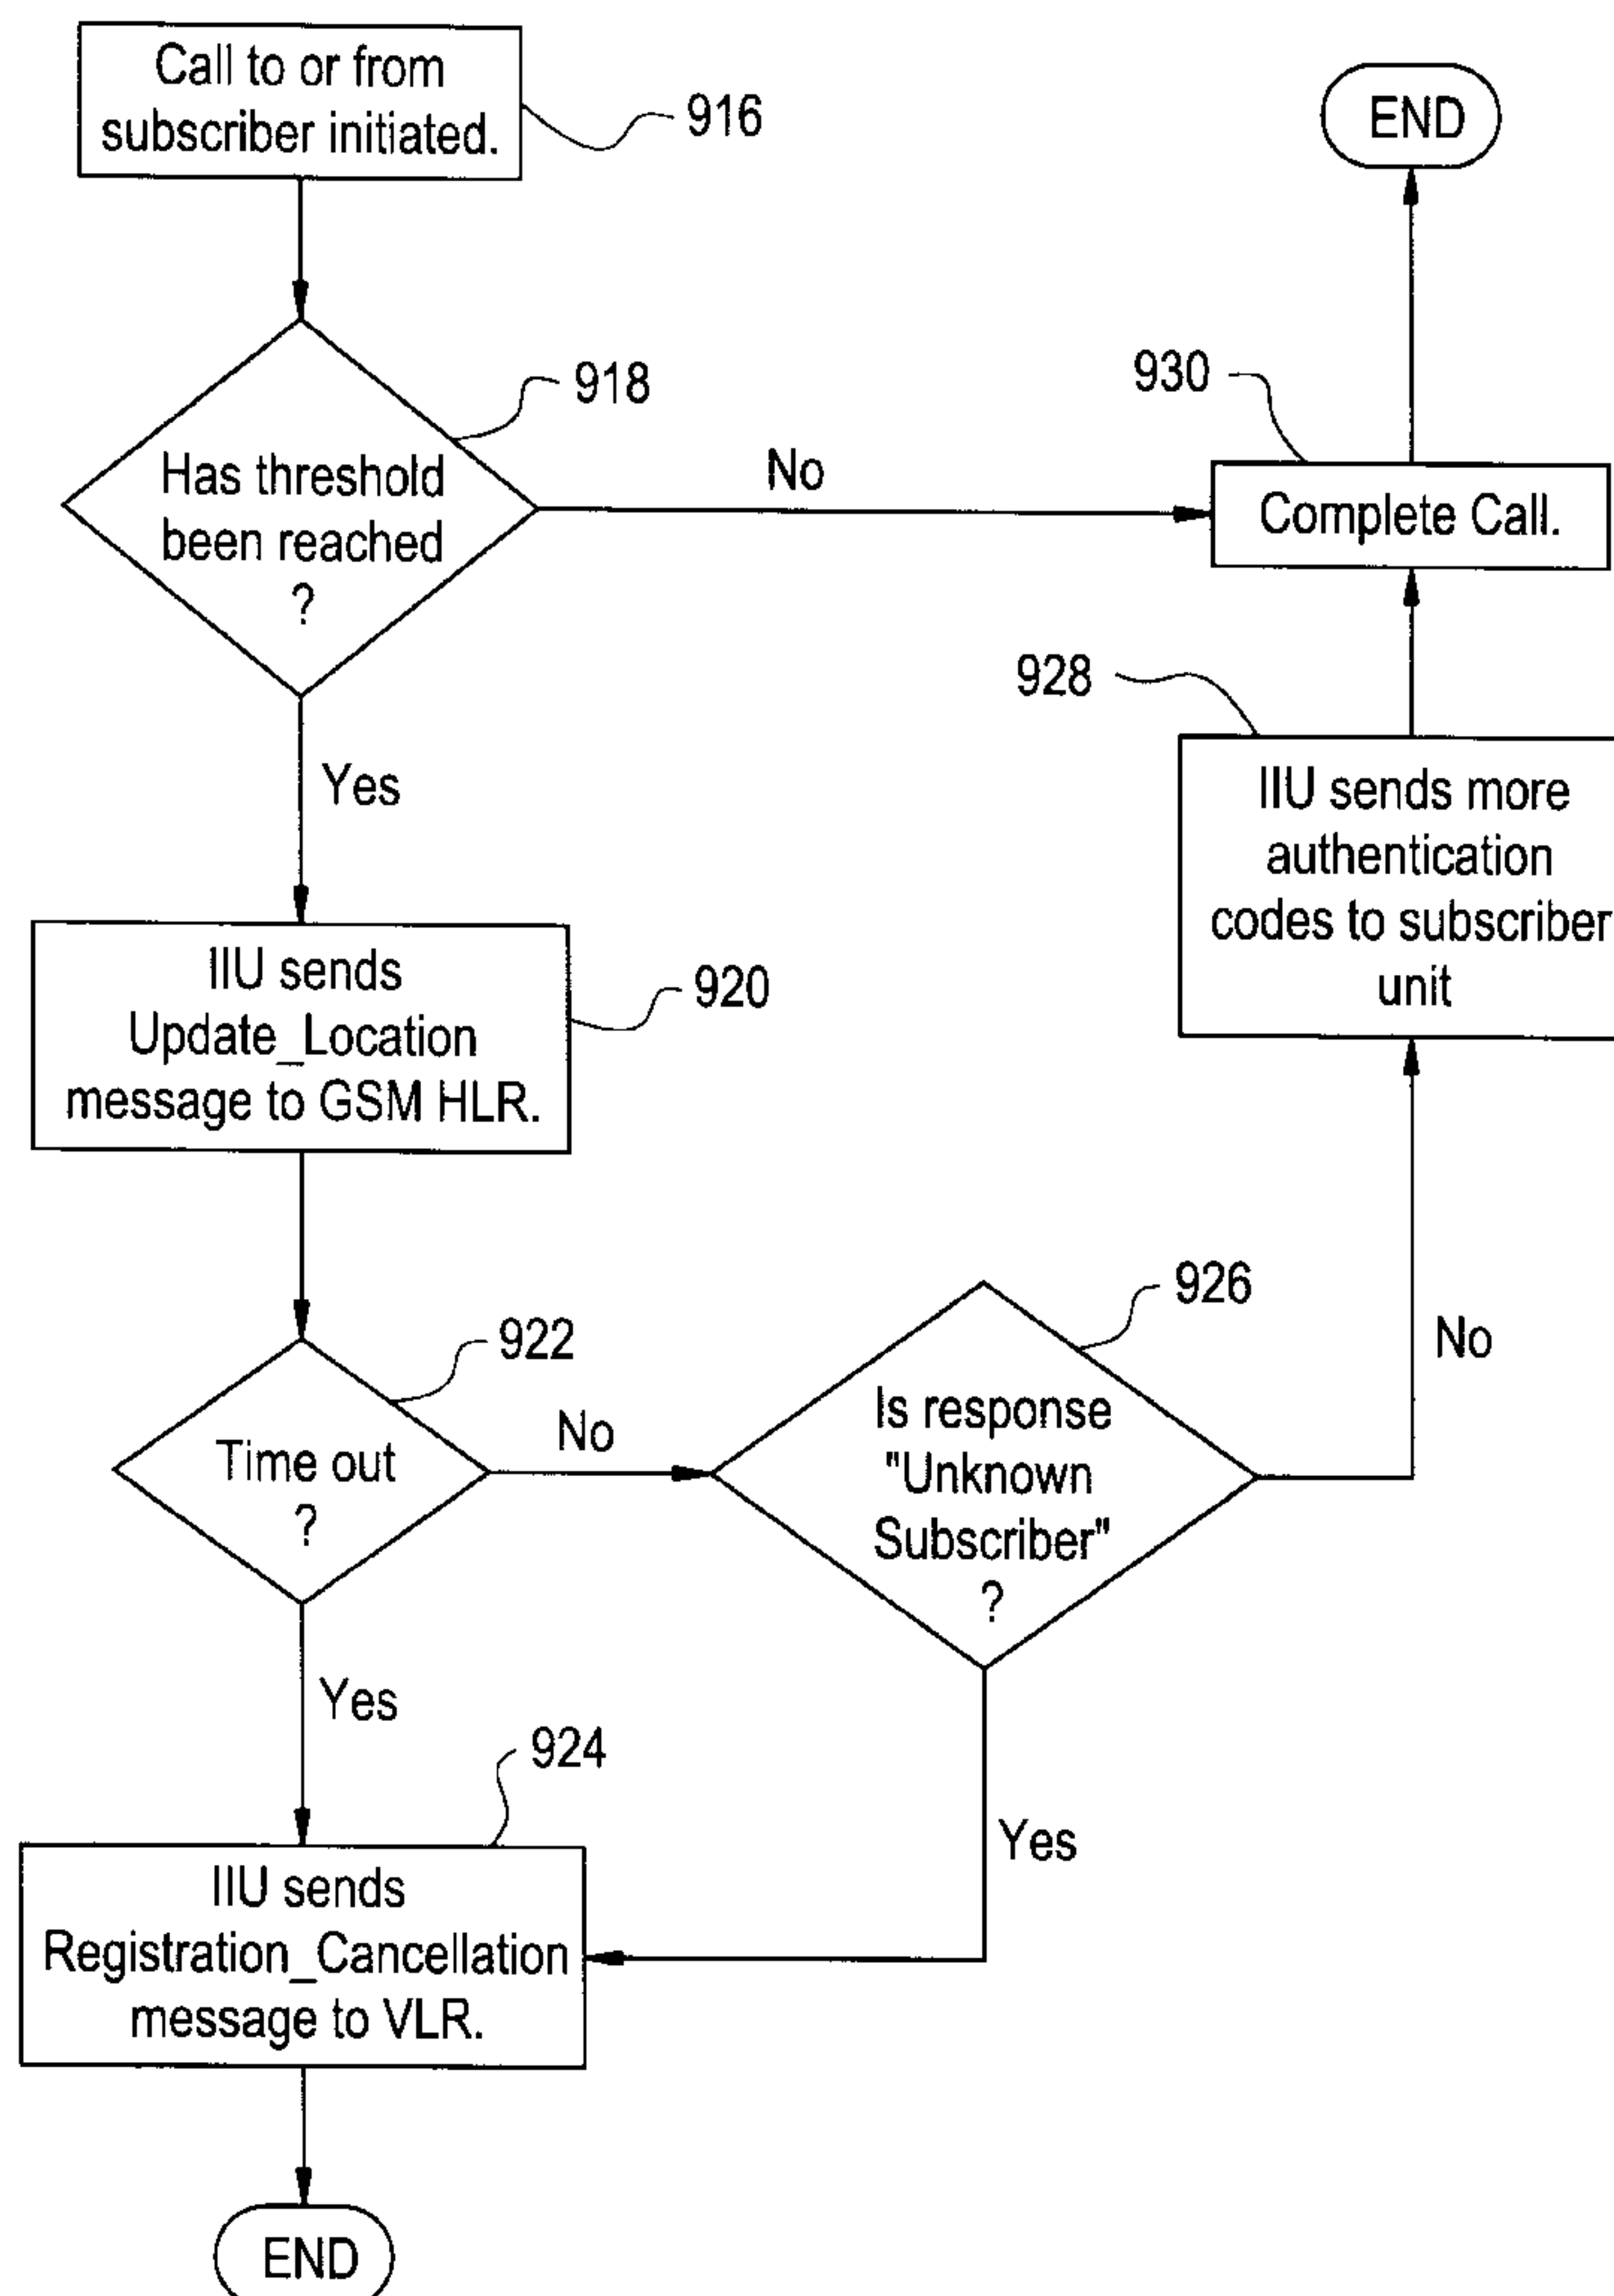 Call to or from
subscriber initiated.
916
END
918
Has threshold
been reached
?
No
930
Complete Call.
Yes
928
IIU sends more
authentication
codes to subscriber
unit
IIU sends
Update_Location
message to GSM HLR.
920
922
Time out
?
No
926
Is response
"Unknown
Subscriber"
?
No
Yes
924
Yes
IIU sends
Registration_Cancellation
message to VLR.
END